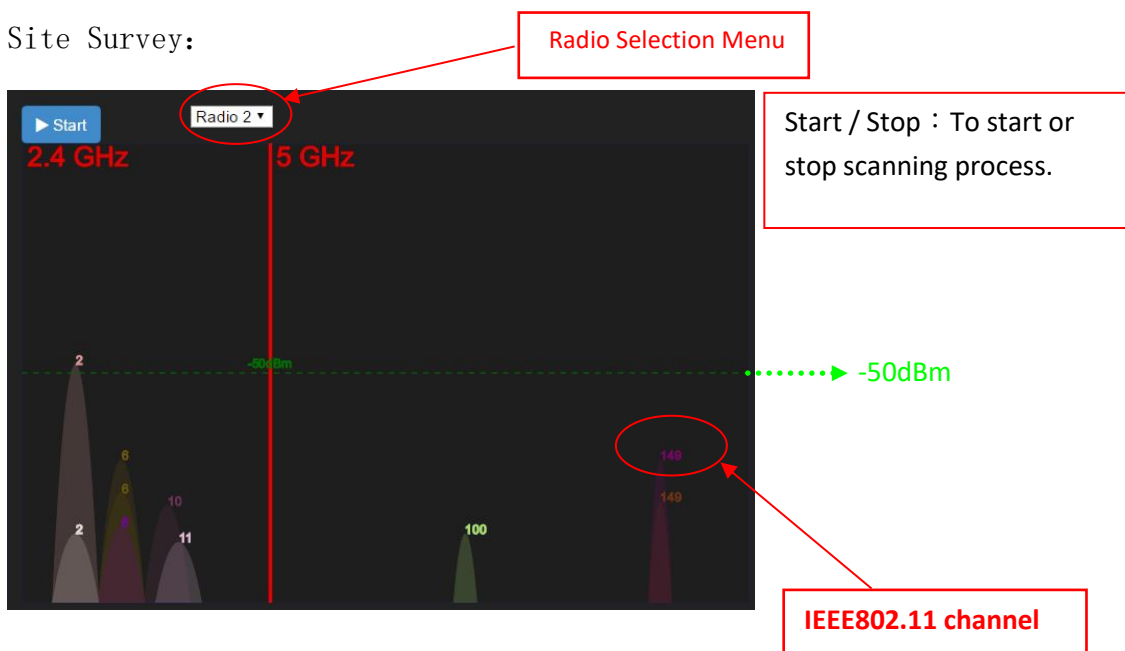 Site Survey：
Radio Selection Menu
▶ Start
Radio 2 ▾
Start / Stop：To start or
stop scanning process.
2.4 GHz
5 GHz
2
-50dBm
-50dBm
6
149
6
149
10
2
11
100
IEEE802.11 channel